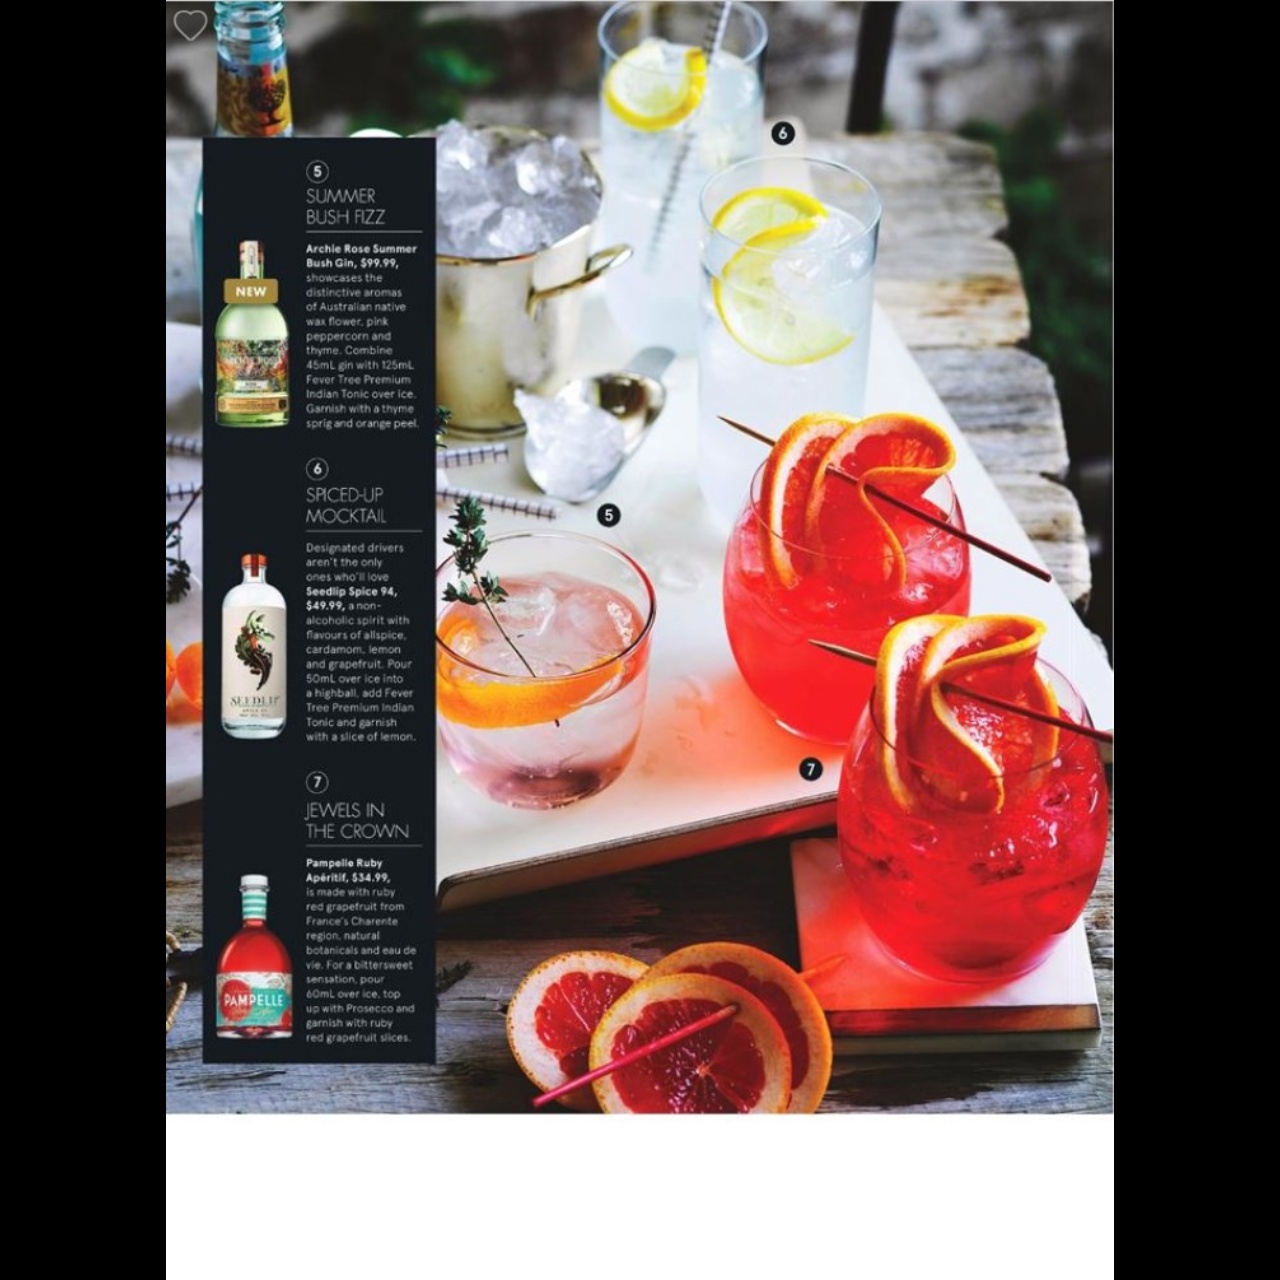 5
SUMMER
BUSH FIZZ
Archie Rose Summer
Bush Gin, $99.99,
showcases the
distinctive aromas
of Australian native
wax flower, pink
peppercorn and
thyme. Combine
45mL gin with 125mL
Fever Tree Premium
Indian Tonic over ice.
Garnish with a thyme
sprig and orange peel.
NEW
6
SPICED-UP
MOCKTAIL
Designated drivers
aren't the only
ones who'll love
Seedlip Spice 94,
$49.99, a non-
alcoholic spirit with
flavours of allspice,
cardamom, lemon
and grapefruit. Pour
50mL over ice into
a highball, add Fever
Tree Premium Indian
Tonic and garnish
with a slice of lemon.
SEEDLIP
7
JEWELS IN
THE CROWN
Pampelle Ruby
Apéritif, $34.99,
is made with ruby
red grapefruit from
France's Charente
region, natural
botanicals and eau de
vie. For a bittersweet
sensation, pour
60mL over ice, top
up with Prosecco and
garnish with ruby
red grapefruit slices.
PAMPELLE
6
5
7